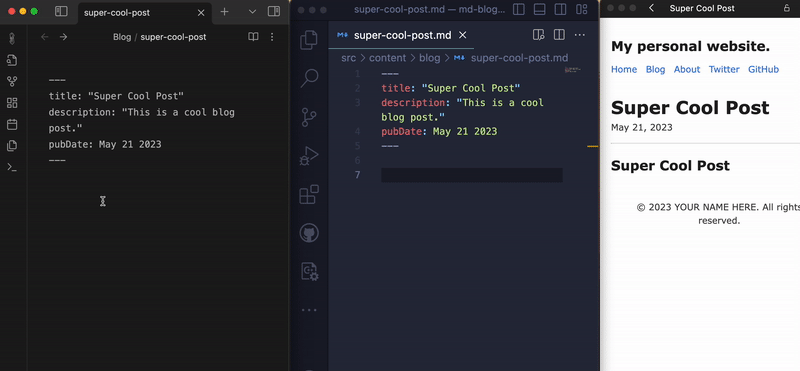 super-cool-post
Blog / super-cool-post
---
title: "Super Cool Post"
description: "This is a cool blog
post."
pubDate: May 21 2023
---
super-cool-post.md — md-blog...
super-cool-post.md
src > content > blog > super-cool-post.md
1 ---
2 title: "Super Cool Post"
3 description: "This is a cool
blog post."
4 pubDate: May 21 2023
5 ---
6
7
Super Cool Post
My personal website.
Home Blog About Twitter GitHub
Super Cool Post
May 21, 2023
Super Cool Post
© 2023 YOUR NAME HERE. All rights
reserved.